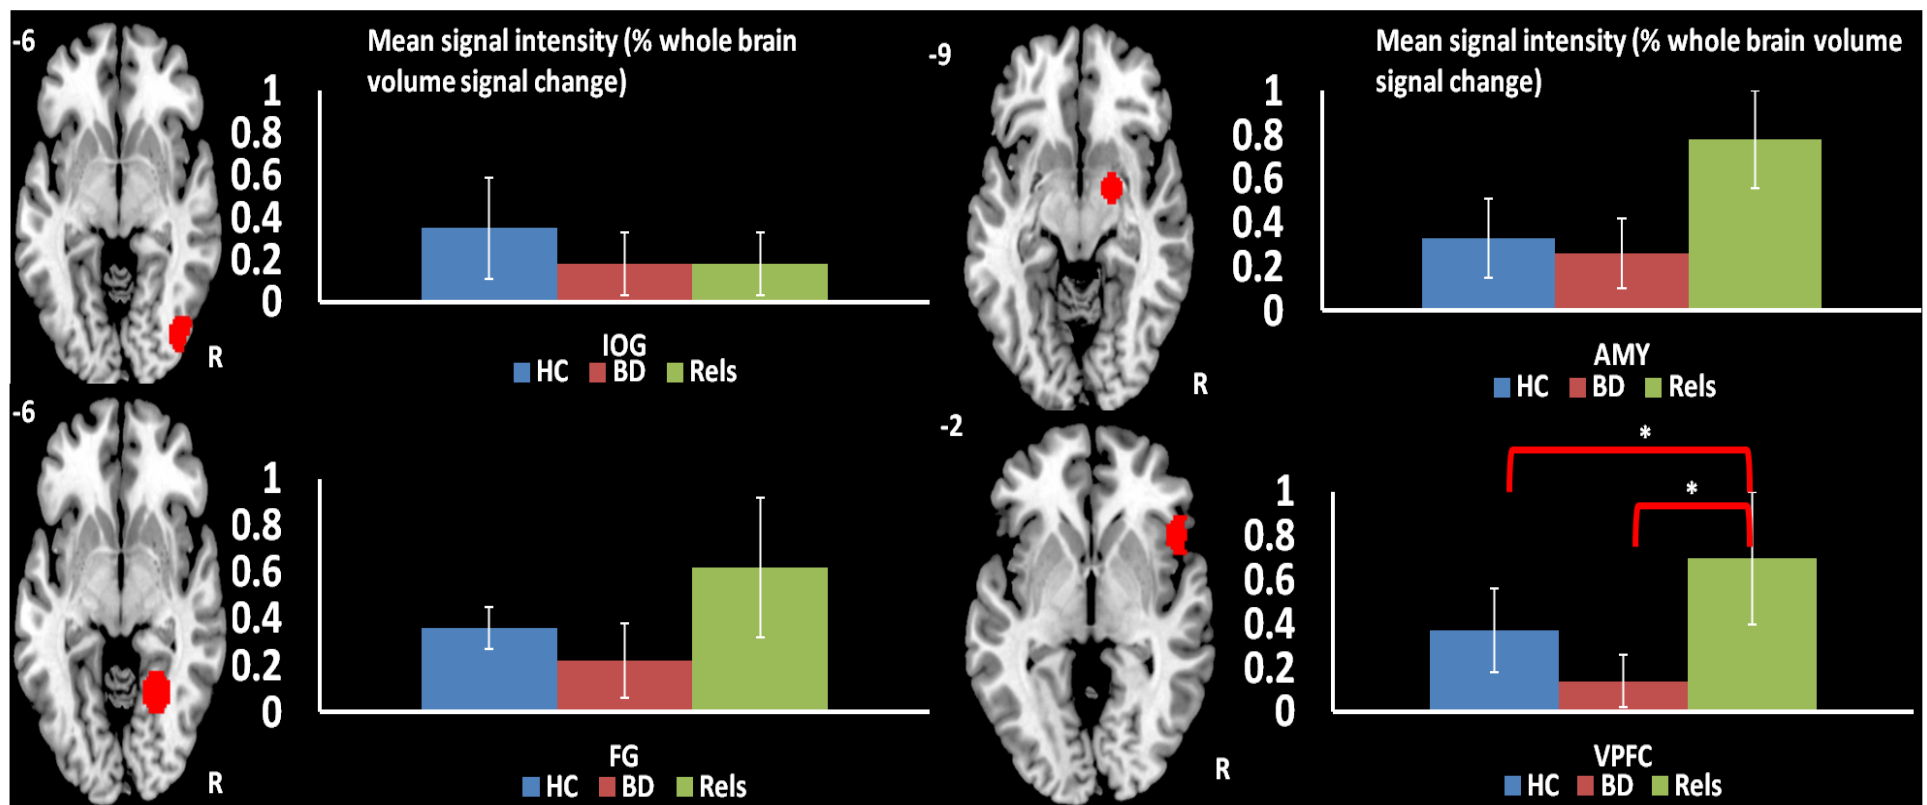 -6
Mean signal intensity (% whole brain
volume signal change)
1
0.8
0.6
0.4
0.2
0
IOG
HC BD Rels
R
-9
Mean signal intensity (% whole brain volume
signal change)
1
0.8
0.6
0.4
0.2
0
AMY
HC BD Rels
R
-6
1
0.8
0.6
0.4
0.2
0
FG
HC BD Rels
R
-2
*
*
1
0.8
0.6
0.4
0.2
0
VPFC
HC BD Rels
R